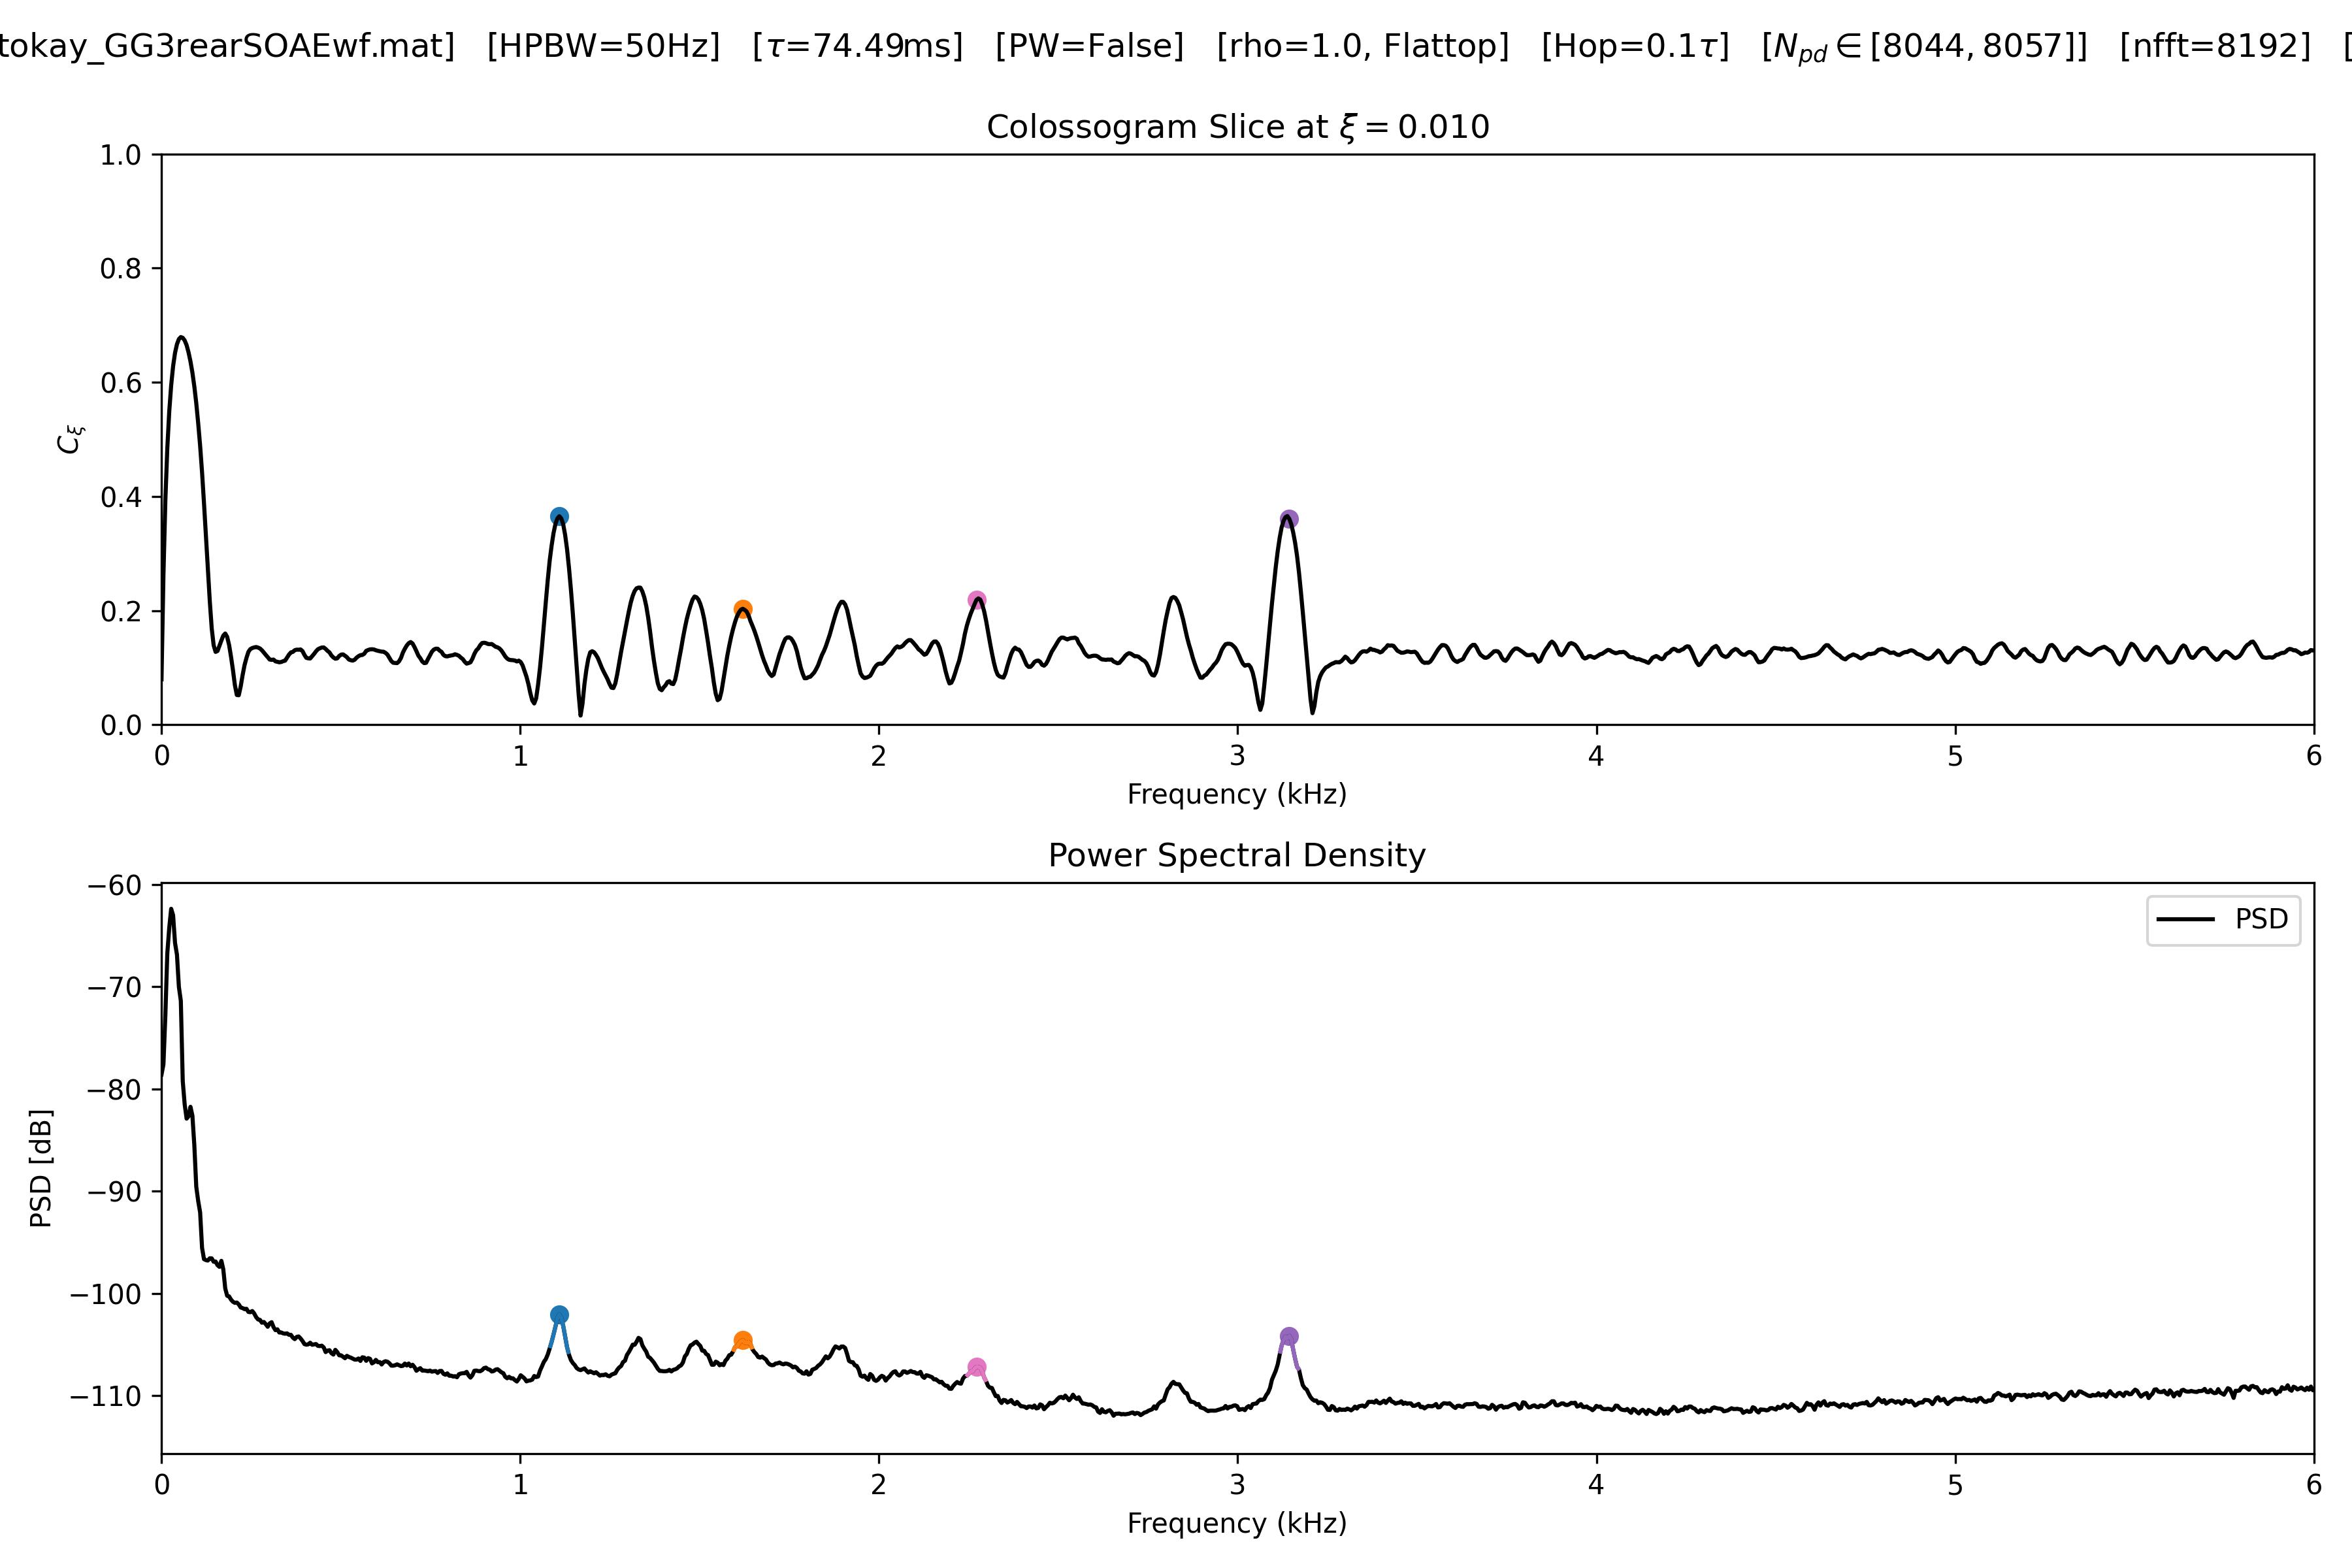 tokay_GG3rearSOAEwf.mat] [HPBW=50Hz] [τ=74.49ms] [PW=False] [rho=1.0, Flattop] [Hop=0.1τ] [N_pd ∈ [8044, 8057]] [nfft=8192] [
Colossogram Slice at ξ = 0.010
1.0
0.8
0.6
0.4
0.2
0.0
C_ξ
0 1 2 3 4 5 6
Frequency (kHz)
Power Spectral Density
−60
−70
−80
−90
−100
−110
PSD [dB]
PSD
0 1 2 3 4 5 6
Frequency (kHz)